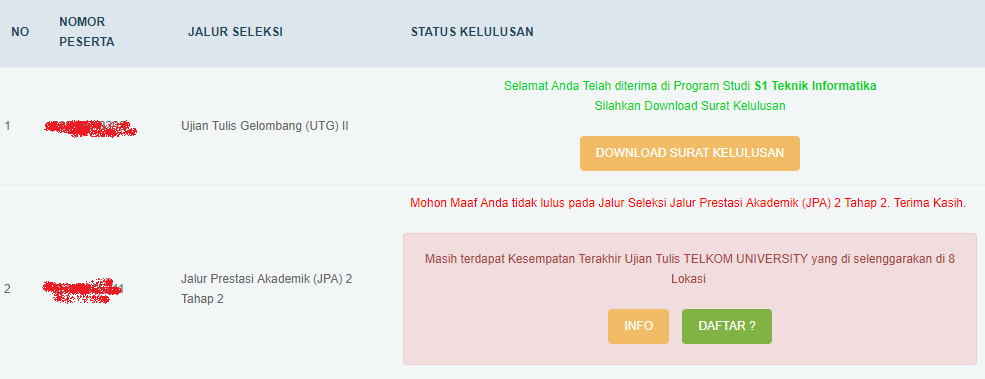 NO
NOMOR
PESERTA
JALUR SELEKSI
STATUS KELULUSAN
1
Ujian Tulis Gelombang (UTG) II
Selamat Anda Telah diterima di Program Studi S1 Teknik Informatika
Silahkan Download Surat Kelulusan
DOWNLOAD SURAT KELULUSAN
2
Jalur Prestasi Akademik (JPA) 2
Tahap 2
Mohon Maaf Anda tidak lulus pada Jalur Seleksi Jalur Prestasi Akademik (JPA) 2 Tahap 2. Terima Kasih.
Masih terdapat Kesempatan Terakhir Ujian Tulis TELKOM UNIVERSITY yang di selenggarakan di 8
Lokasi
INFO
DAFTAR ?